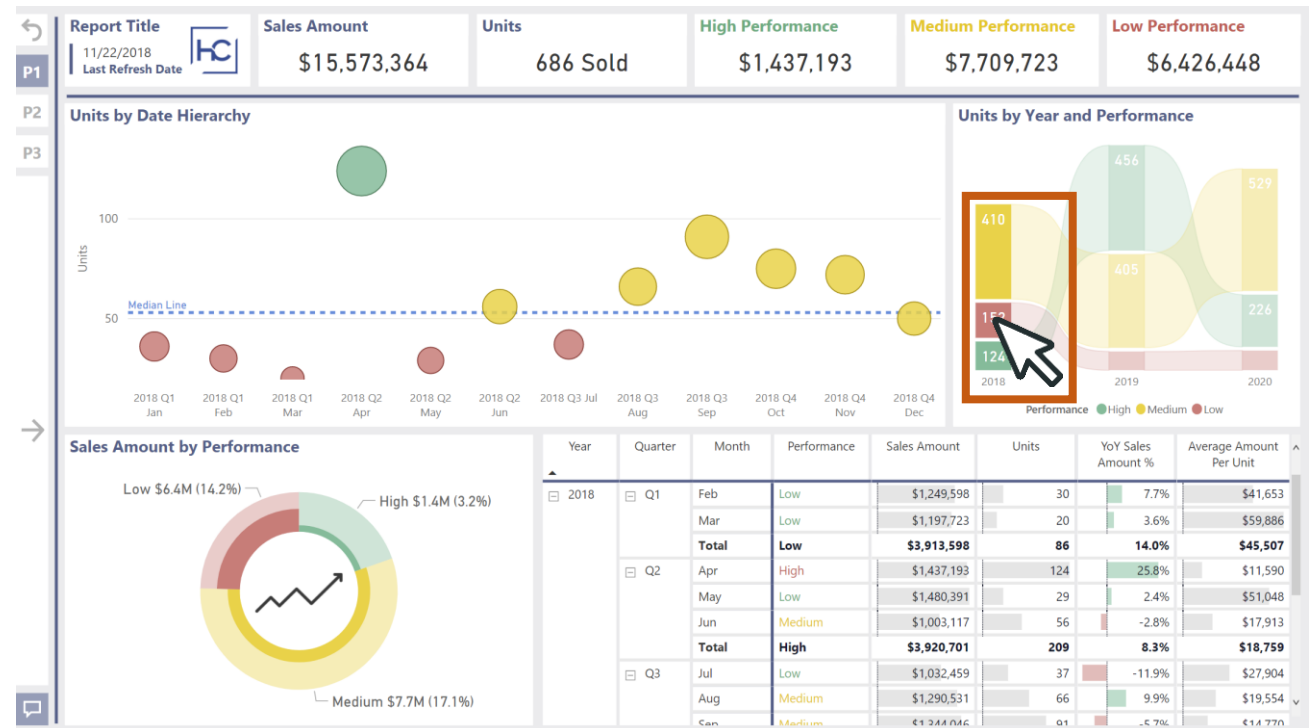 Report Title
11/22/2018
Last Refresh Date
hC
Sales Amount
$15,573,364
Units
686 Sold
High Performance
$1,437,193
Medium Performance
$7,709,723
Low Performance
$6,426,448
P1
P2
P3
Units by Date Hierarchy
Units
100
50
Median Line
2018 Q1 2018 Q1 2018 Q1 2018 Q2 2018 Q2 2018 Q2 2018 Q3 Jul 2018 Q3 2018 Q3 2018 Q4 2018 Q4 2018 Q4
Jan Feb Mar Apr May Jun Aug Sep Oct Nov Dec
Units by Year and Performance
456
529
410
405
226
124
2018 2019 2020
Performance High Medium Low
Sales Amount by Performance
Low $6.4M (14.2%)
High $1.4M (3.2%)
Medium $7.7M (17.1%)
Year Quarter Month Performance Sales Amount Units YoY Sales Average Amount
Amount % Per Unit
2018 Q1 Feb Low $1,249,598 30 7.7% $41,653
Mar Low $1,197,723 20 3.6% $59,886
Total Low $3,913,598 86 14.0% $45,507
Q2 Apr High $1,437,193 124 25.8% $11,590
May Low $1,480,391 29 2.4% $51,048
Jun Medium $1,003,117 56 -2.8% $17,913
Total High $3,920,701 209 8.3% $18,759
Q3 Jul Low $1,032,459 37 -11.9% $27,904
Aug Medium $1,290,531 66 9.9% $19,554
Sep Medium $1,344,046 91 -5.7% $14,770